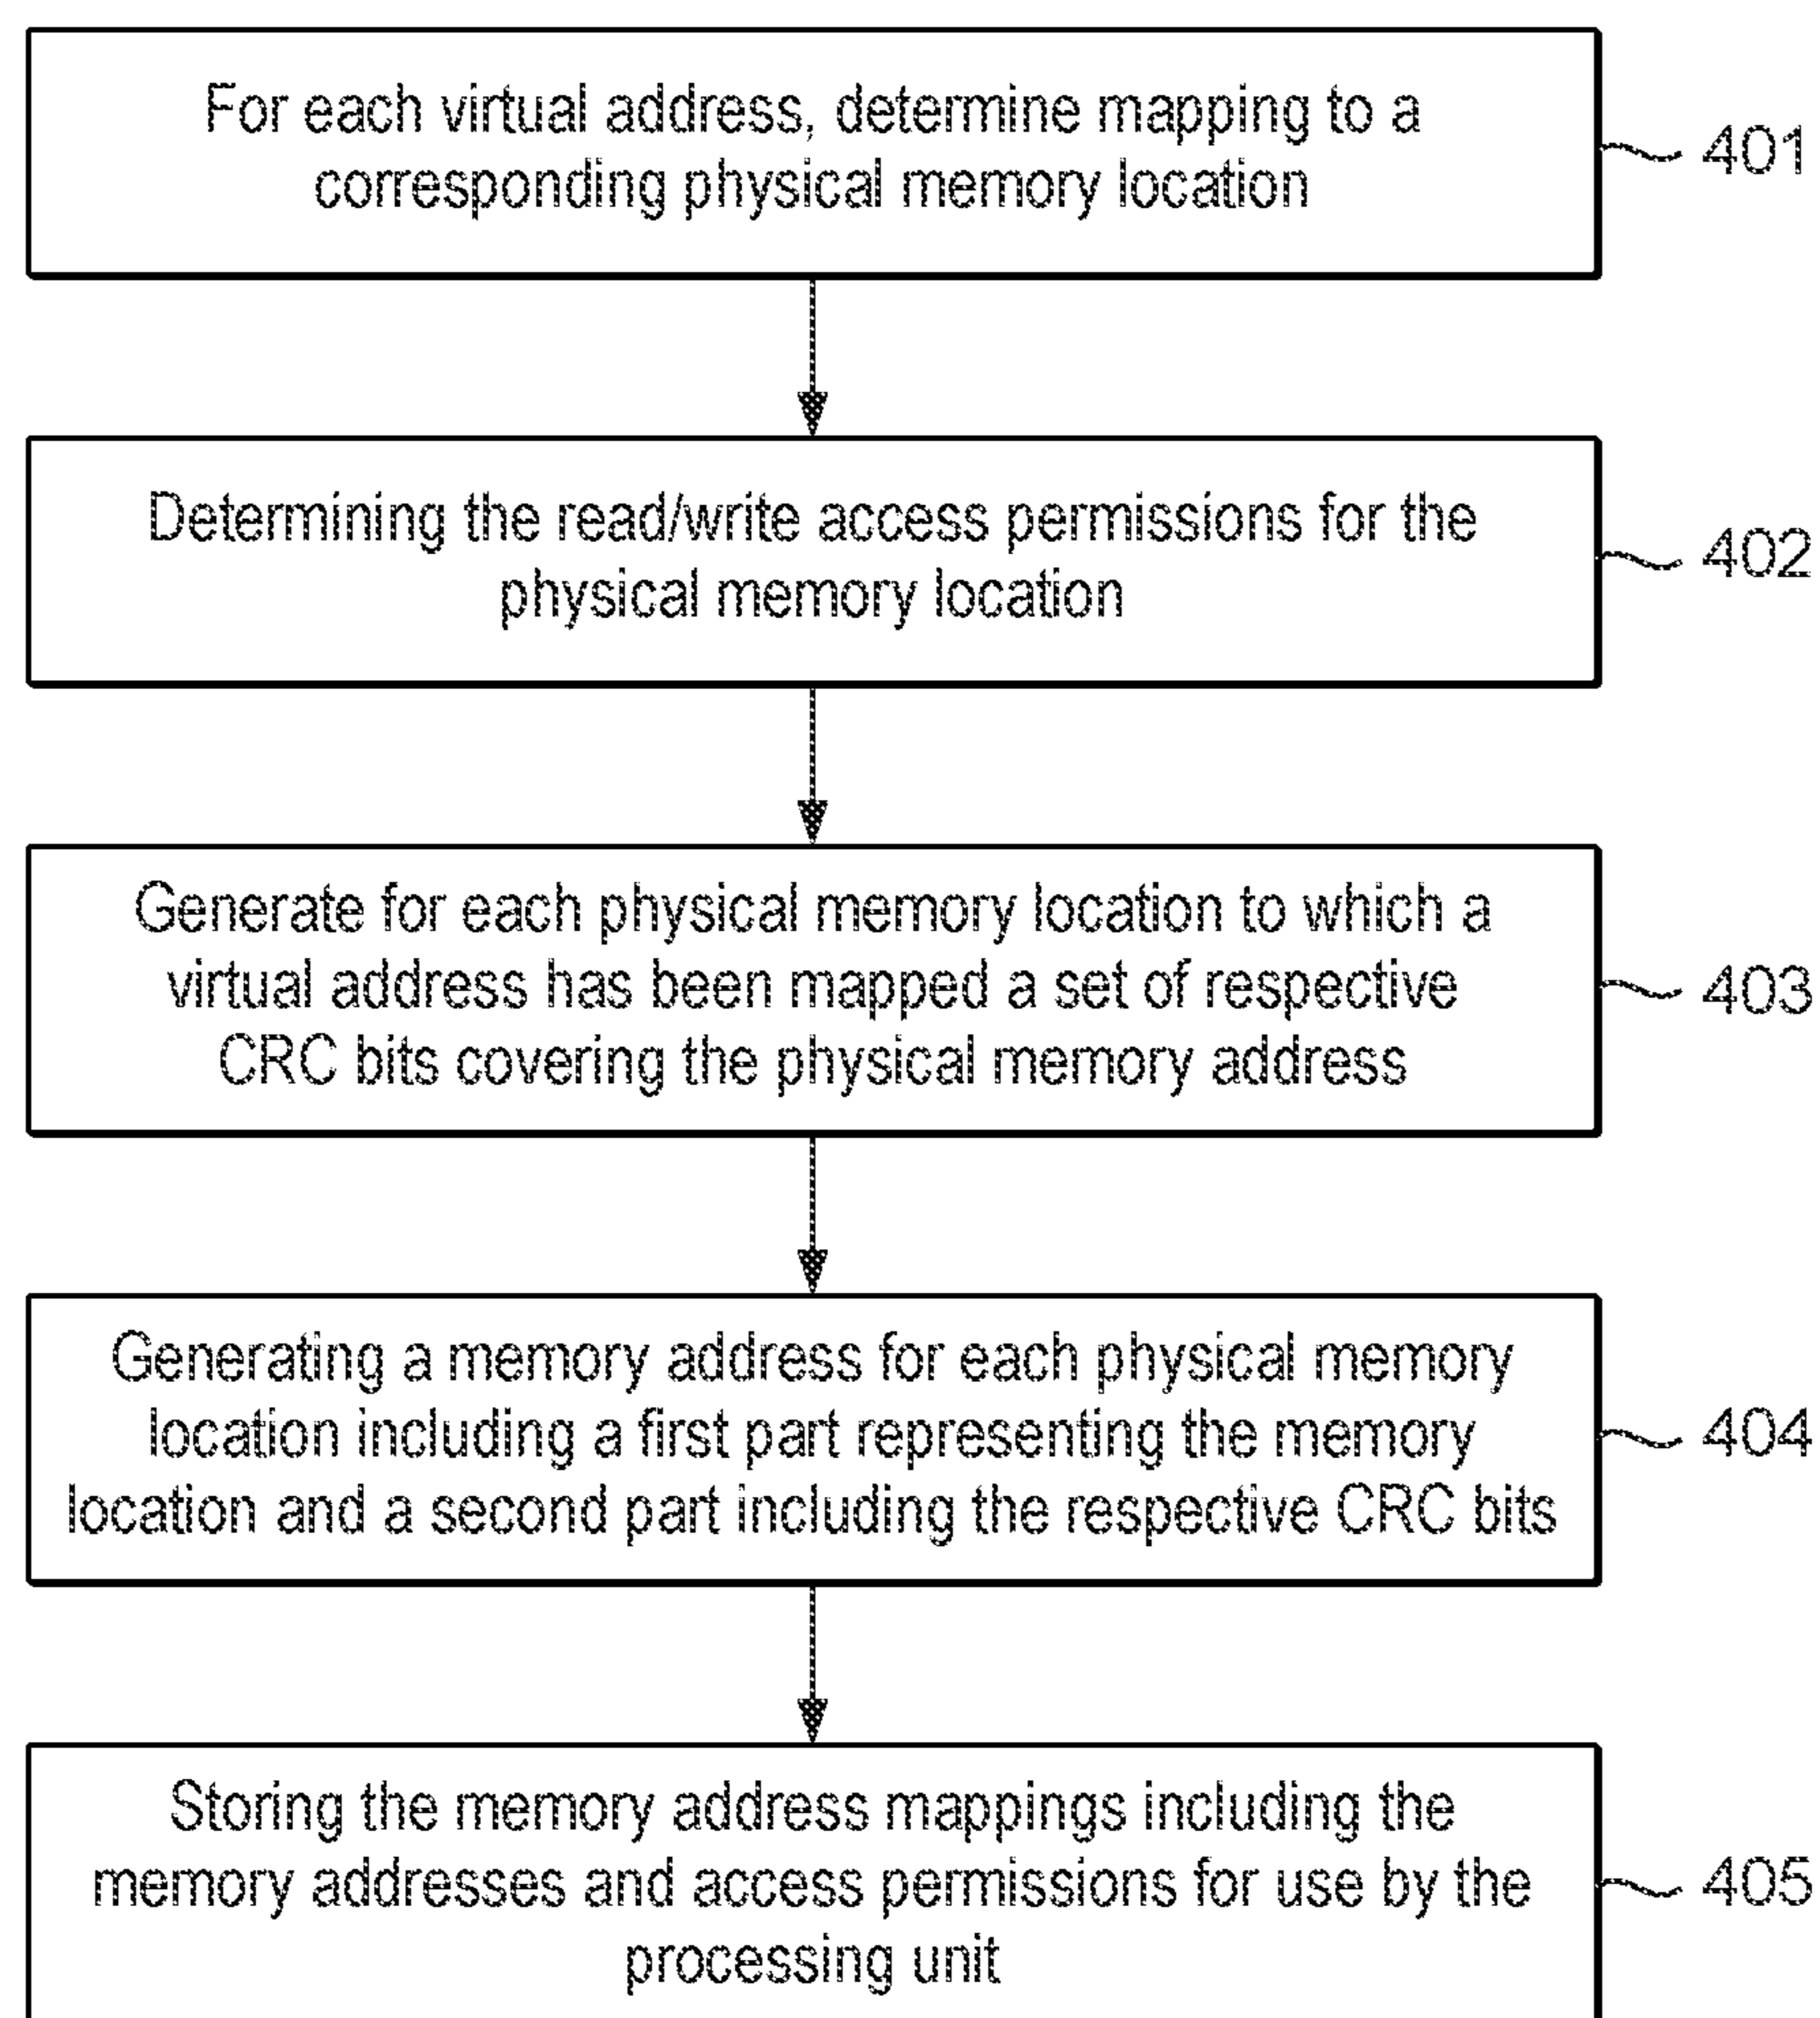 For each virtual address, determine mapping to a
corresponding physical memory location
401
Determining the read/write access permissions for the
physical memory location
402
Generate for each physical memory location to which a
virtual address has been mapped a set of respective
CRC bits covering the physical memory address
403
Generating a memory address for each physical memory
location including a first part representing the memory
location and a second part including the respective CRC bits
404
Storing the memory address mappings including the
memory addresses and access permissions for use by the
processing unit
405